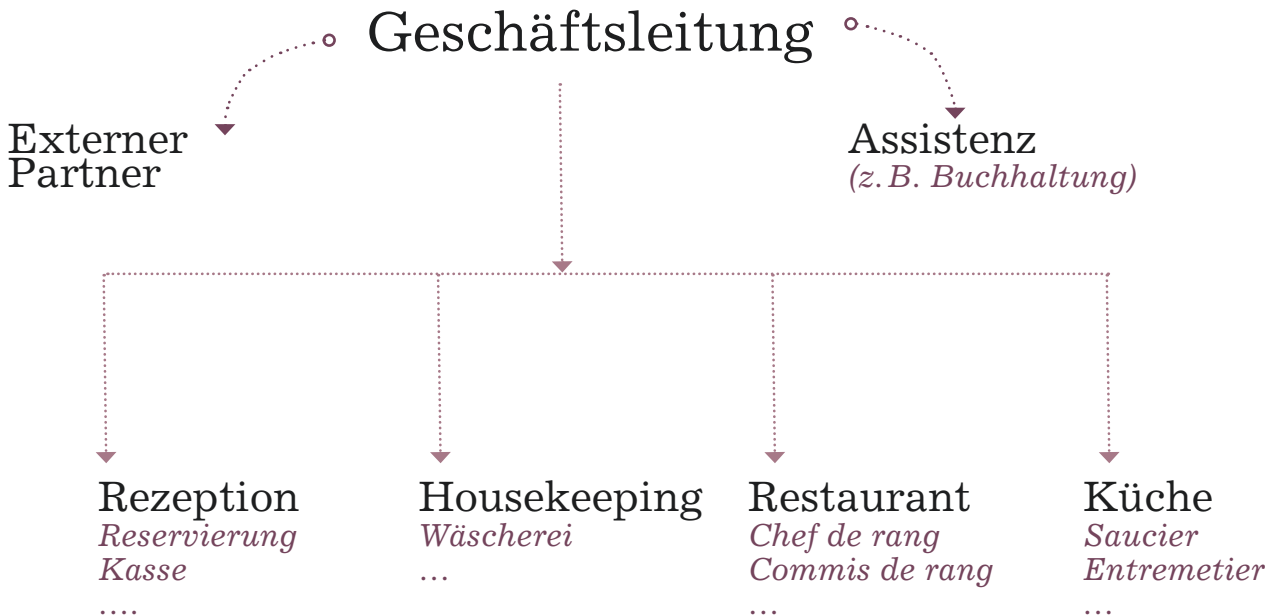 Geschäftsleitung
Externer
Partner
Assistenz
(z. B. Buchhaltung)
Rezeption
Reservierung
Kasse
....
Housekeeping
Wäscherei
...
Restaurant
Chef de rang
Commis de rang
...
Küche
Saucier
Entremetier
...